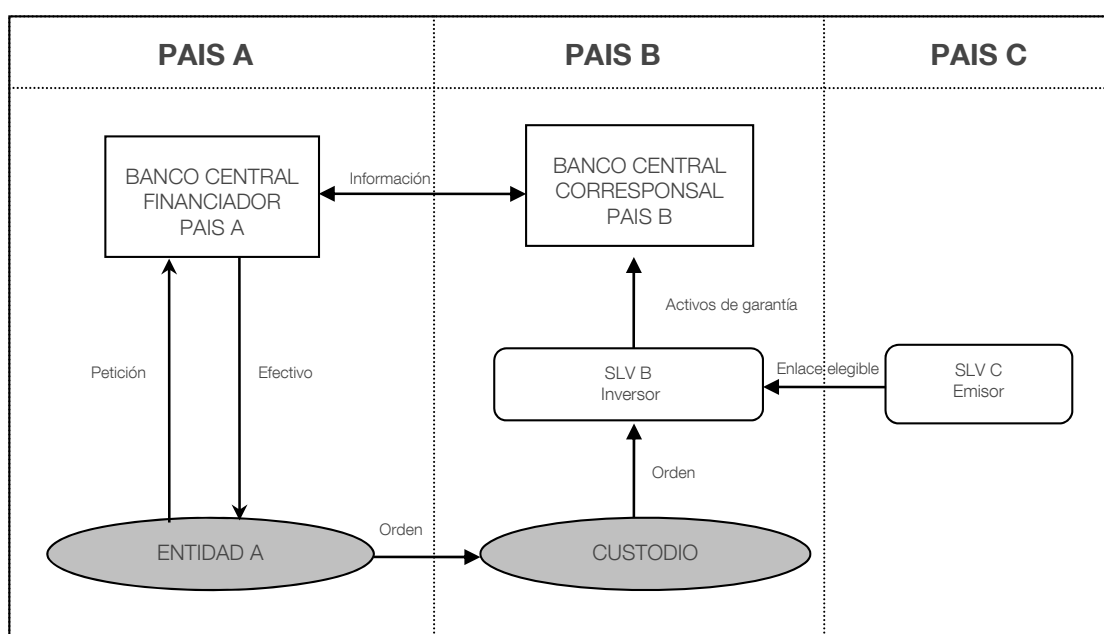 PAIS A
PAIS B
PAIS C
BANCO CENTRAL
FINANCIADOR
PAIS A
Información
BANCO CENTRAL
CORRESPONSAL
PAIS B
Activos de garantía
Petición
Efectivo
SLV B
Inversor
Enlace elegible
SLV C
Emisor
Orden
ENTIDAD A
Orden
CUSTODIO